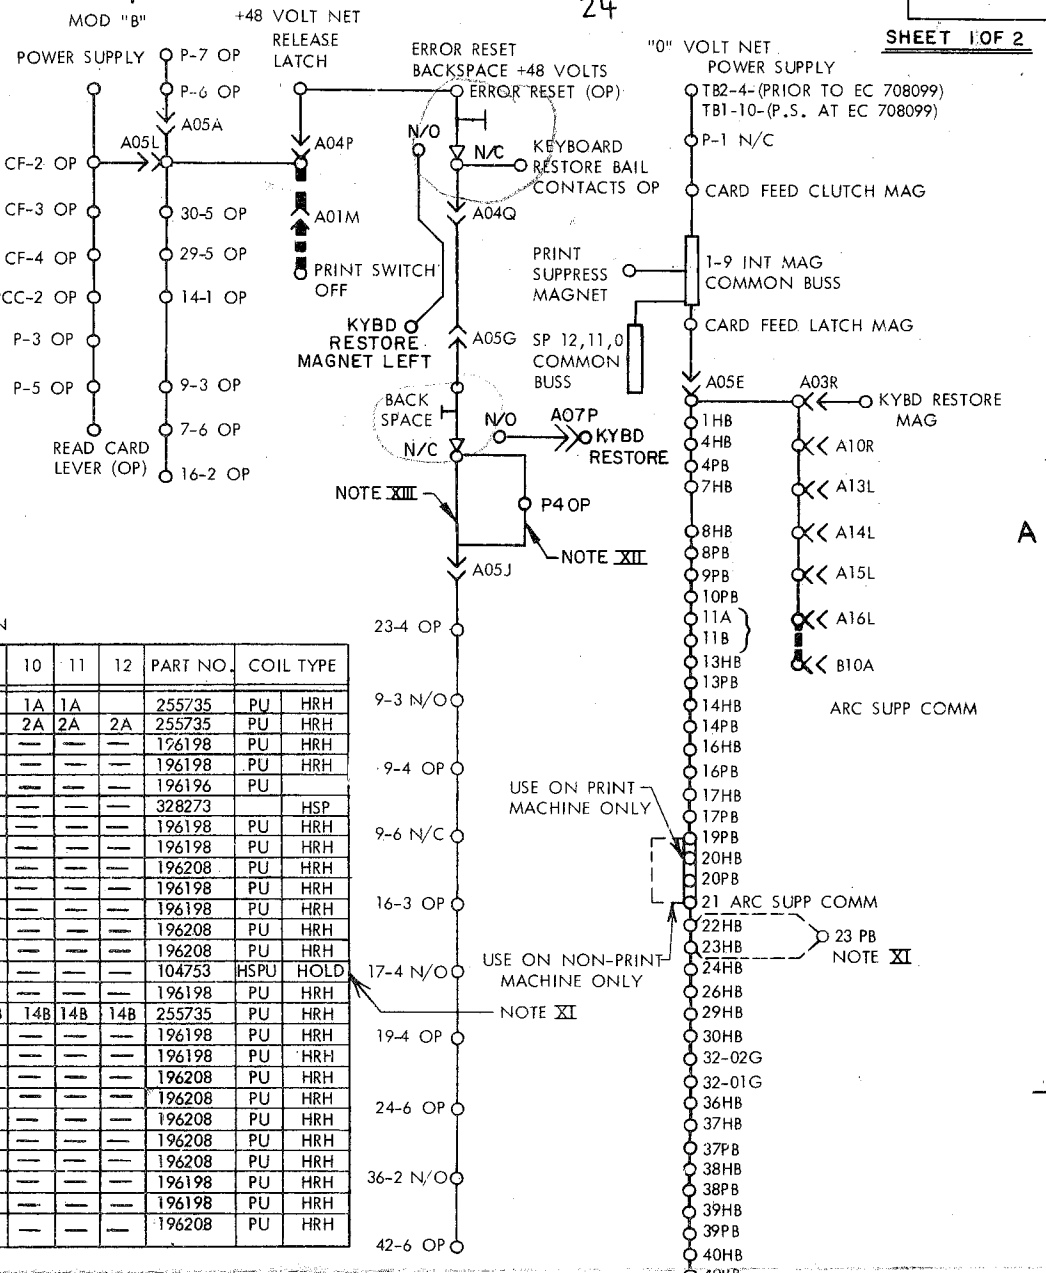 24
MOD "B"
+48 VOLT NET
SHEET 1 OF 2
POWER SUPPLY
P-7 OP
P-6 OP
A05A
A05L
CF-2 OP
CF-3 OP
CF-4 OP
CC-2 OP
P-3 OP
P-5 OP
READ CARD
LEVER (OP)
30-5 OP
29-5 OP
14-1 OP
9-3 OP
7-6 OP
16-2 OP
RELEASE
LATCH
A04P
A01M
PRINT SWITCH
OFF
ERROR RESET
BACKSPACE +48 VOLTS
ERROR RESET (OP)
N/O
N/C
KEYBOARD
RESTORE BAIL
CONTACTS OP
A04Q
KYBD
RESTORE
MAGNET LEFT
A05G
BACK
SPACE
N/O
A07P
KYBD
RESTORE
N/C
NOTE XIII
P4 OP
NOTE XII
A05J
23-4 OP
9-3 N/O
9-4 OP
9-6 N/C
16-3 OP
17-4 N/O
19-4 OP
24-6 OP
36-2 N/O
42-6 OP
"0" VOLT NET
POWER SUPPLY
TB2-4-(PRIOR TO EC 708099)
TB1-10-(P.S. AT EC 708099)
P-1 N/C
CARD FEED CLUTCH MAG
PRINT
SUPPRESS
MAGNET
1-9 INT MAG
COMMON BUSS
CARD FEED LATCH MAG
SP 12,11,0
COMMON
BUSS
A05E
A03R
KYBD RESTORE
MAG
A10R
A13L
A14L
A15L
A16L
B10A
ARC SUPP COMM
A
1HB
4HB
4PB
7HB
8HB
8PB
9PB
10PB
11A
11B
13HB
13PB
14HB
14PB
16HB
16PB
17HB
17PB
19PB
20HB
20PB
21 ARC SUPP COMM
22HB
23HB
24HB
26HB
29HB
30HB
32-02G
32-01G
36HB
37HB
37PB
38HB
38PB
39HB
39PB
40HB
USE ON PRINT
MACHINE ONLY
USE ON NON-PRINT
MACHINE ONLY
23 PB
NOTE XI
NOTE XI
10 11 12 PART NO. COIL TYPE
1A 1A 255735 PU HRH
2A 2A 2A 255735 PU HRH
— — — 196198 PU HRH
— — — 196198 PU HRH
— — — 196196 PU
— — — 328273 HSP
— — — 196198 PU HRH
— — — 196198 PU HRH
— — — 196208 PU HRH
— — — 196198 PU HRH
— — — 196198 PU HRH
— — — 196208 PU HRH
— — — 196208 PU HRH
— — — 104753 HSPU HOLD
— — — 196198 PU HRH
14B 14B 14B 255735 PU HRH
— — — 196198 PU HRH
— — — 196198 PU HRH
— — — 196208 PU HRH
— — — 196208 PU HRH
— — — 196208 PU HRH
— — — 196208 PU HRH
— — — 196208 PU HRH
— — — 196198 PU HRH
— — — 196198 PU HRH
— — — 196208 PU HRH